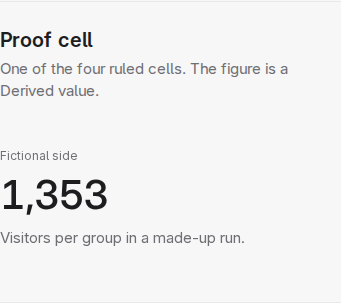 Proof cell
One of the four ruled cells. The figure is a
Derived value.
Fictional side
1,353
Visitors per group in a made-up run.